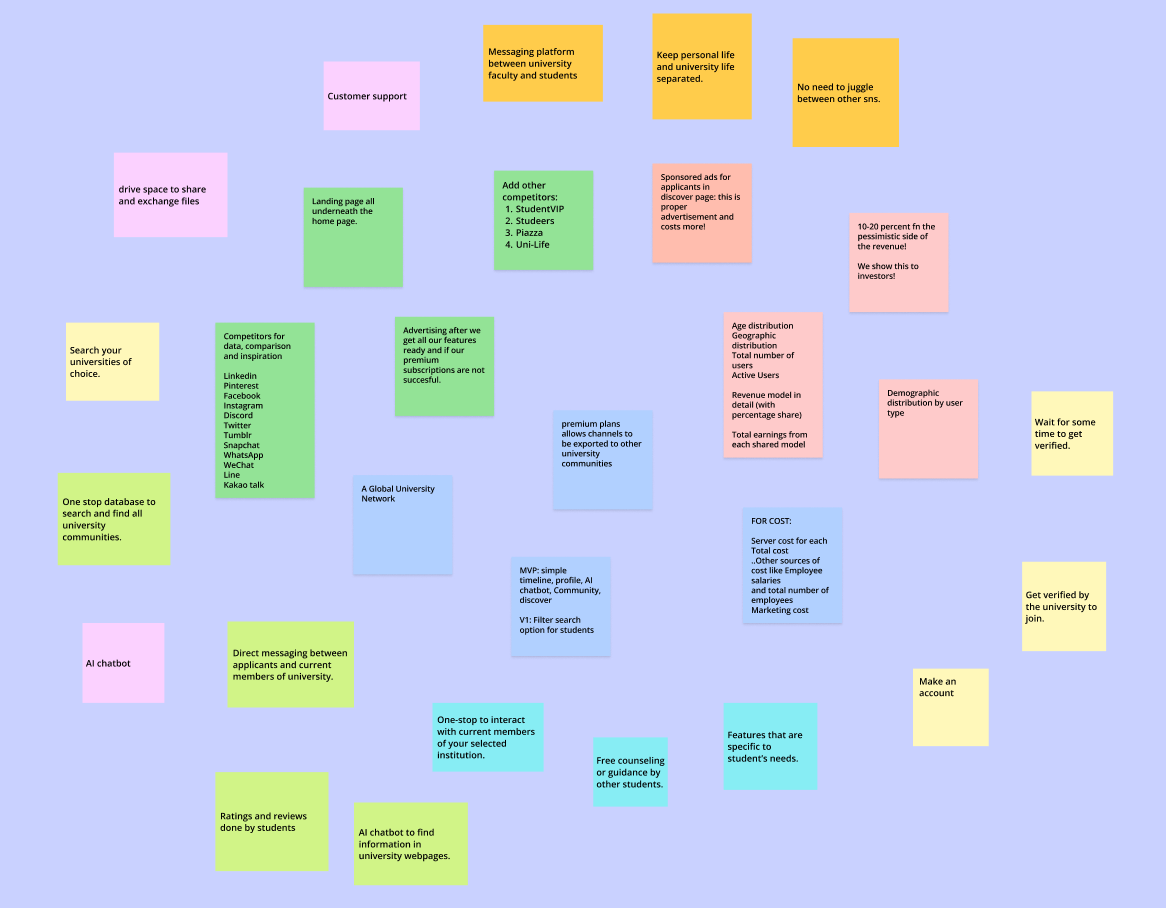 Messaging platform
between university
faculty and students
Keep personal life
and university life
separated.
No need to juggle
between other sns.
Customer support
drive space to share
and exchange files
Landing page all
underneath the
home page.
Add other
competitors:
1. StudentVIP
2. Studeers
3. Piazza
4. Uni-Life
Sponsored ads for
applicants in
discover page: this is
proper
advertisement and
costs more!
10-20 percent fn the
pessimistic side of
the revenue!
We show this to
investors!
Search your
universities of
choice.
Competitors for
data, comparison
and inspiration
Linkedin
Pinterest
Facebook
Instagram
Discord
Twitter
Tumblr
Snapchat
WhatsApp
WeChat
Line
Kakao talk
Advertising after we
get all our features
ready and if our
premium
subscriptions are not
succesful.
Age distribution
Geographic
distribution
Total number of
users
Active Users
Revenue model in
detail (with
percentage share)
Total earnings from
each shared model
Demographic
distribution by user
type
Wait for some
time to get
verified.
premium plans
allows channels to
be exported to other
university
communities
One stop database to
search and find all
university
communities.
A Global University
Network
FOR COST:
Server cost for each
Total cost
..Other sources of
cost like Employee
salaries
and total number of
employees
Marketing cost
MVP: simple
timeline, profile, AI
chatbot, Community,
discover
V1: Filter search
option for students
Get verified by
the university to
join.
AI chatbot
Direct messaging between
applicants and current
members of university.
Make an
account
One-stop to interact
with current members
of your selected
institution.
Free counseling
or guidance by
other students.
Features that are
specific to
student's needs.
Ratings and reviews
done by students
AI chatbot to find
information in
university webpages.